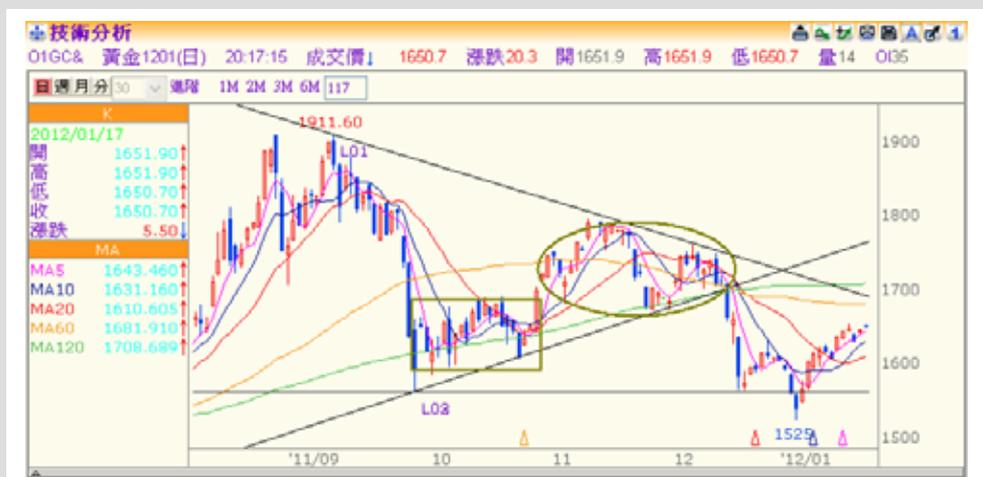 技術分析
O1GC& 黃金1201(日) 20:17:15 成交價↓ 1650.7 漲跌20.3 開1651.9 高1651.9 低1650.7 量14 OI35
日 週 月 分 30 進階 1M 2M 3M 6M 117
K
2012/01/17
開 1651.90↑
高 1651.90↑
低 1650.70↑
收 1650.70↑
漲跌 5.50↓
MA
MA5 1643.460↑
MA10 1631.160↑
MA20 1610.605↑
MA60 1681.910↑
MA120 1708.689↑
1911.60
L01
L03
1525
1900
1800
1700
1600
1500
'11/09 10 11 12 '12/01